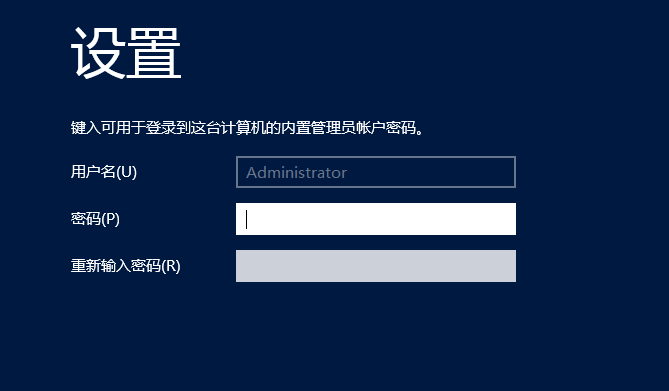 设置
键入可用于登录到这台计算机的内置管理员帐户密码。
用户名(U) Administrator
密码(P)
重新输入密码(R)